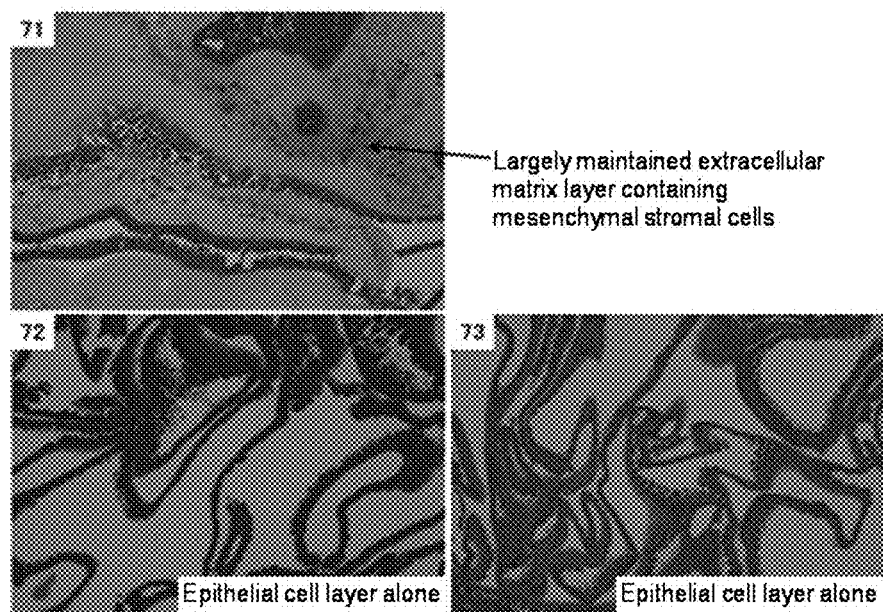 71
Largely maintained extracellular
matrix layer containing
mesenchymal stromal cells
72
Epithelial cell layer alone
73
Epithelial cell layer alone